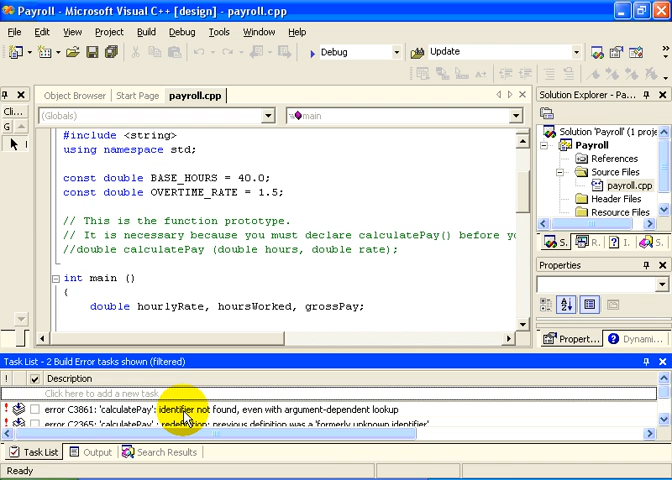 Payroll - Microsoft Visual C++ [design] - payroll.cpp
File Edit View Project Build Debug Tools Window Help
Debug Update
Cli...
G
Object Browser Start Page payroll.cpp
(Globals) main
#include <string>
using namespace std;
const double BASE_HOURS = 40.0;
const double OVERTIME_RATE = 1.5;
// This is the function prototype.
// It is necessary because you must declare calculatePay() before yo
//double calculatePay (double hours, double rate);
int main ()
{
double hourlyRate, hoursWorked, grossPay;
Solution Explorer - Pa...
Solution 'Payroll' (1 proje
Payroll
References
Source Files
payroll.cpp
Header Files
Resource Files
S. R. I. S.
Properties
Propert... Dynami...
Task List - 2 Build Error tasks shown (filtered)
! Description
Click here to add a new task
! error C3861: 'calculatePay': identifier not found, even with argument-dependent lookup
! error C2365: 'calculatePay' : redefinition; previous definition was a 'formerly unknown identifier'
Task List Output Search Results
Ready